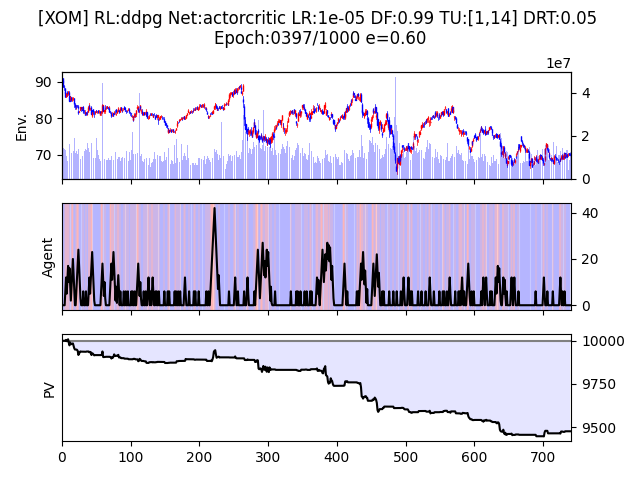 [XOM] RL:ddpg Net:actorcritic LR:1e-05 DF:0.99 TU:[1,14] DRT:0.05
Epoch:0397/1000 e=0.60
1e7
Env.
90
80
70
4
2
0
Agent
40
20
0
PV
10000
9750
9500
0 100 200 300 400 500 600 700